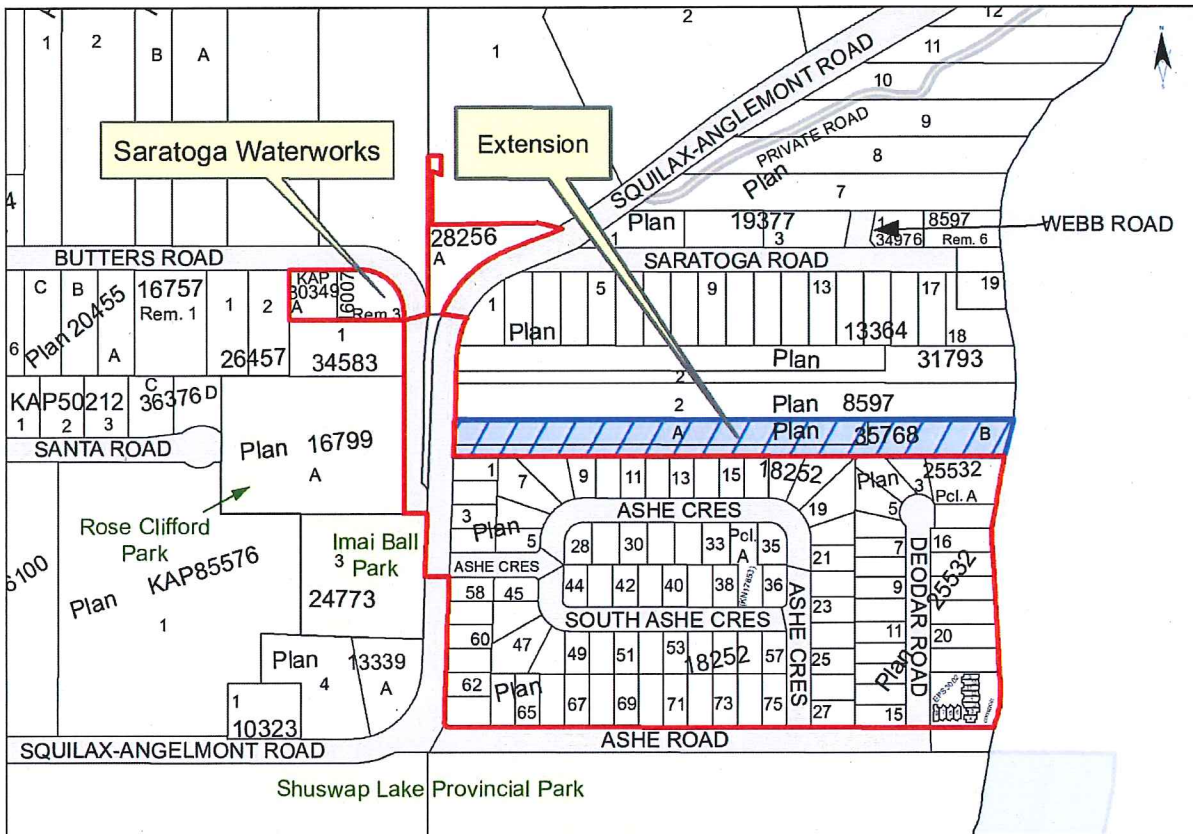 2
12
1
2
B
A
1
11
10
9
8
7
SQUILAX-ANGLEMONT ROAD
PRIVATE ROAD
Plan
Saratoga Waterworks
Extension
4
Plan 19377
1
3
1
34976
8597
Rem. 6
WEBB ROAD
28256
A
BUTTERS ROAD
SARATOGA ROAD
C
B
A
6
Plan 20455
16757
Rem. 1
1
2
26457
KAP
80349
A
6007
Rem 3
1
34583
1
5
9
13
17
19
18
Plan 13364
Plan 31793
2
2
Plan 8597
A
Plan 35768
B
KAP50212
1
2
3
C
36376
D
SANTA ROAD
Plan 16799
A
Rose Clifford
Park
Imai Ball
Park
3
24773
Plan KAP85576
1
1
7
9
11
13
15
18252
19
Plan
3
5
3
Plan
5
25532
Pcl. A
ASHE CRES
28
30
33
Pcl.
A
35
21
7
16
ASHE CRES
44
42
40
38
(KN17653)
36
ASHE CRES
23
9
DEODAR ROAD
25532
58
45
SOUTH ASHE CRES
60
47
49
51
53
18252
57
25
11
Plan
20
62
Plan
65
67
69
71
73
75
27
15
Plan 13339
4
A
1
10323
SQUILAX-ANGELMONT ROAD
ASHE ROAD
Shuswap Lake Provincial Park